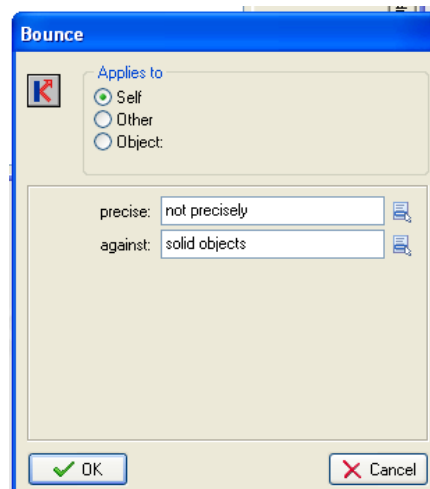 Bounce
Applies to
Self
Other
Object:
precise: not precisely
against: solid objects
OK Cancel